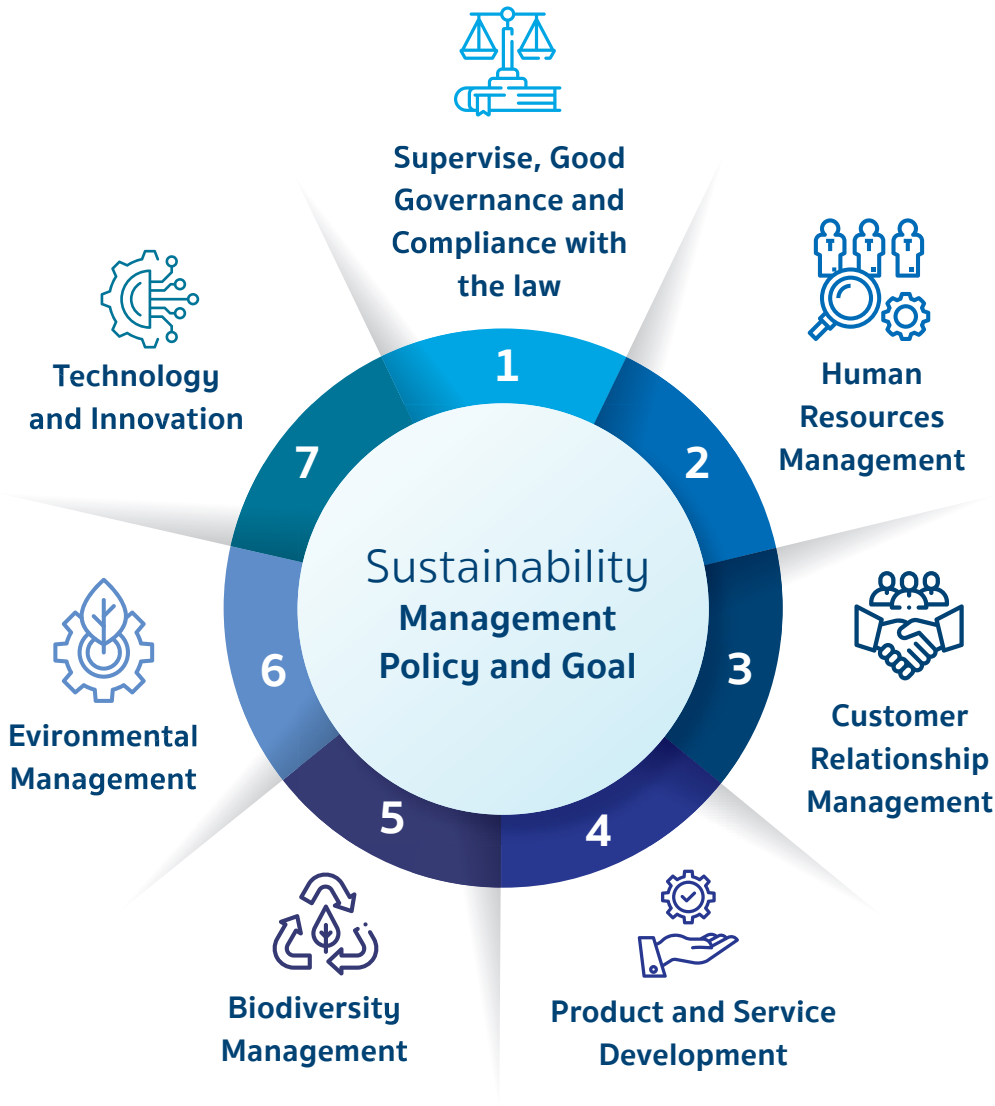 Supervise, Good
Governance and
Compliance with
the law
1
Human
Resources
Management
2
Customer
Relationship
Management
3
Product and Service
Development
4
Biodiversity
Management
5
Evironmental
Management
6
Technology
and Innovation
7
Sustainability
Management
Policy and Goal